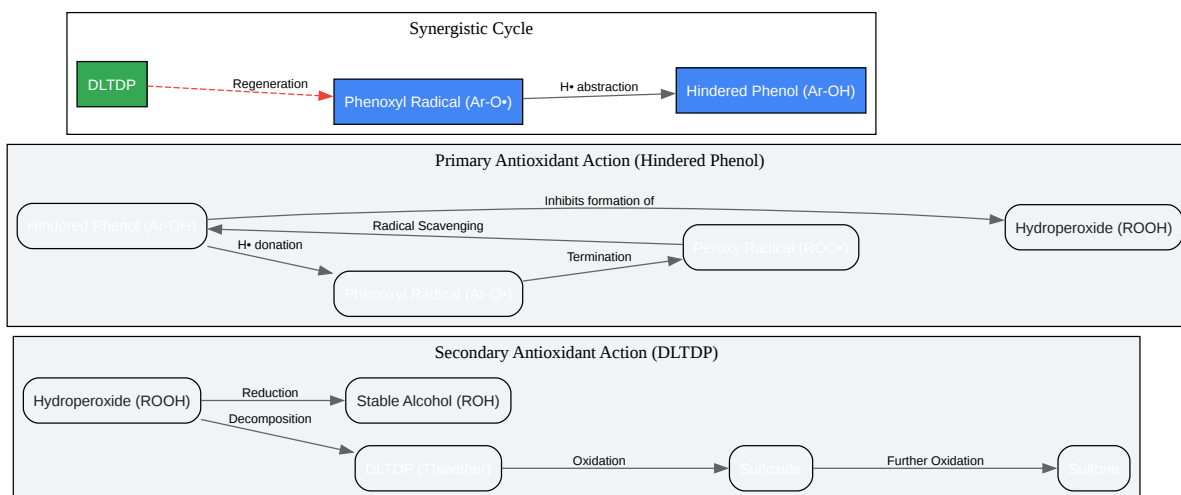 Synergistic Cycle
DLTDP
Regeneration
Phenoxyl Radical (Ar-O•)
H• abstraction
Hindered Phenol (Ar-OH)
Primary Antioxidant Action (Hindered Phenol)
Hindered Phenol (Ar-OH)
Inhibits formation of
Hydroperoxide (ROOH)
Radical Scavenging
Peroxy Radical (ROO•)
H• donation
Termination
Phenoxyl Radical (Ar-O•)
Secondary Antioxidant Action (DLTDP)
Hydroperoxide (ROOH)
Reduction
Stable Alcohol (ROH)
Decomposition
DLTDP (Thioether)
Oxidation
Sulfoxide
Further Oxidation
Sulfone